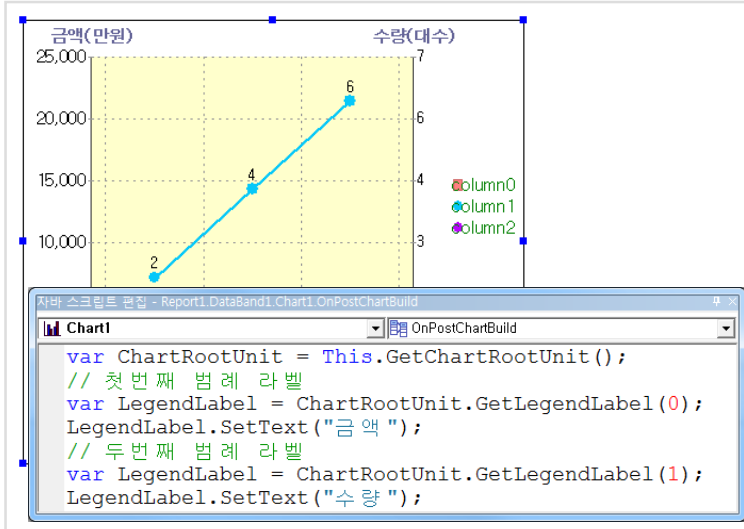 금액(만원) 수량(대수)
25,000 7
6
20,000 6
4
15,000 4
column0
column1
column2
10,000 3
2
자바 스크립트 편집 - Report1.DataBand1.Chart1.OnPostChartBuild
Chart1 OnPostChartBuild
var ChartRootUnit = This.GetChartRootUnit();
// 첫번째 범례 라벨
var LegendLabel = ChartRootUnit.GetLegendLabel(0);
LegendLabel.SetText("금액");
// 두번째 범례 라벨
var LegendLabel = ChartRootUnit.GetLegendLabel(1);
LegendLabel.SetText("수량");